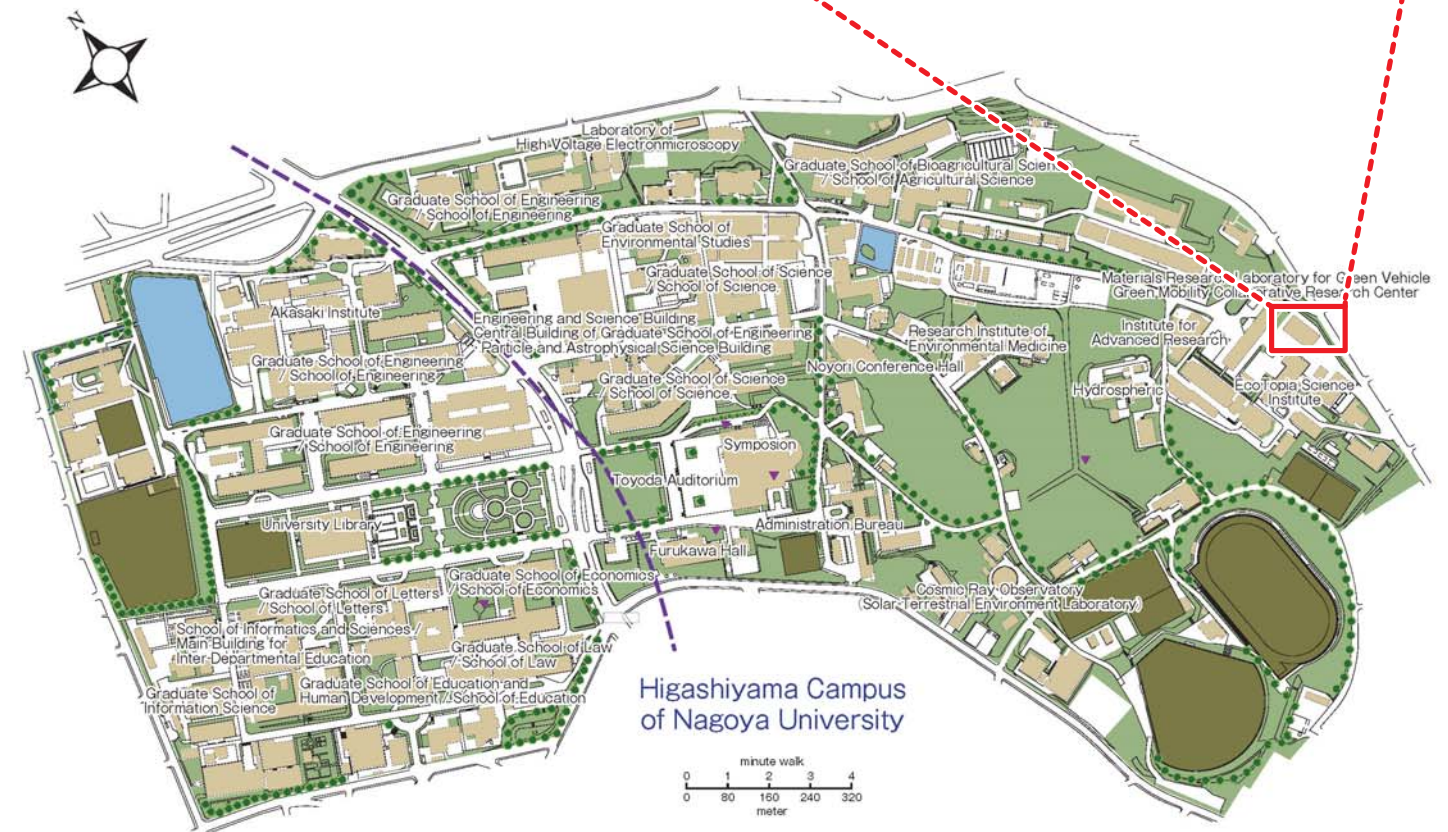 N
Laboratory of
High Voltage Electronmicroscopy
Graduate School of Bioagricultural Science
/ School of Agricultural Science
Graduate School of Engineering
/ School of Engineering
Graduate School of
Environmental Studies
Graduate School of Science
/ School of Science
Materials Research Laboratory for Green Vehicle
Green Mobility Collaborative Research Center
Akasaki Institute
Engineering and Science Building
Central Building of Graduate School of Engineering
Particle and Astrophysical Science Building
Research Institute of
Environmental Medicine
Institute for
Advanced Research
Graduate School of Engineering
/ School of Engineering
Noyori Conference Hall
Graduate School of Science
/ School of Science
Hydrospheric
EcoTopia Science
Institute
Graduate School of Engineering
/ School of Engineering
Symposion
Toyoda Auditorium
University Library
Administration Bureau
Furukawa Hall
Graduate School of Economics
/ School of Economics
Graduate School of Letters
/ School of Letters
Cosmic Ray Observatory
(Solar-Terrestrial Environment Laboratory)
School of Informatics and Sciences /
Main Building for
Inter-Departmental Education
Graduate School of Law
/ School of Law
Graduate School of Education and
Human Development / School of Education
Graduate School of
Information Science
Higashiyama Campus
of Nagoya University
minute walk
0 1 2 3 4
0 80 160 240 320
meter